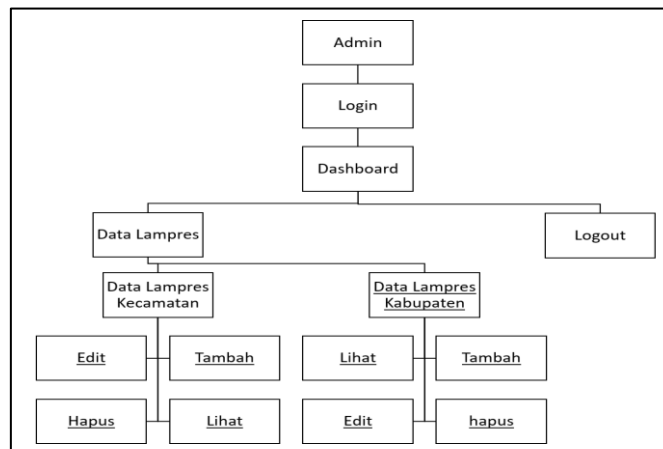 Admin
Login
Dashboard
Data Lampres
Logout
Data Lampres
Kecamatan
Data Lampres
Kabupaten
Edit
Tambah
Lihat
Tambah
Hapus
Lihat
Edit
hapus